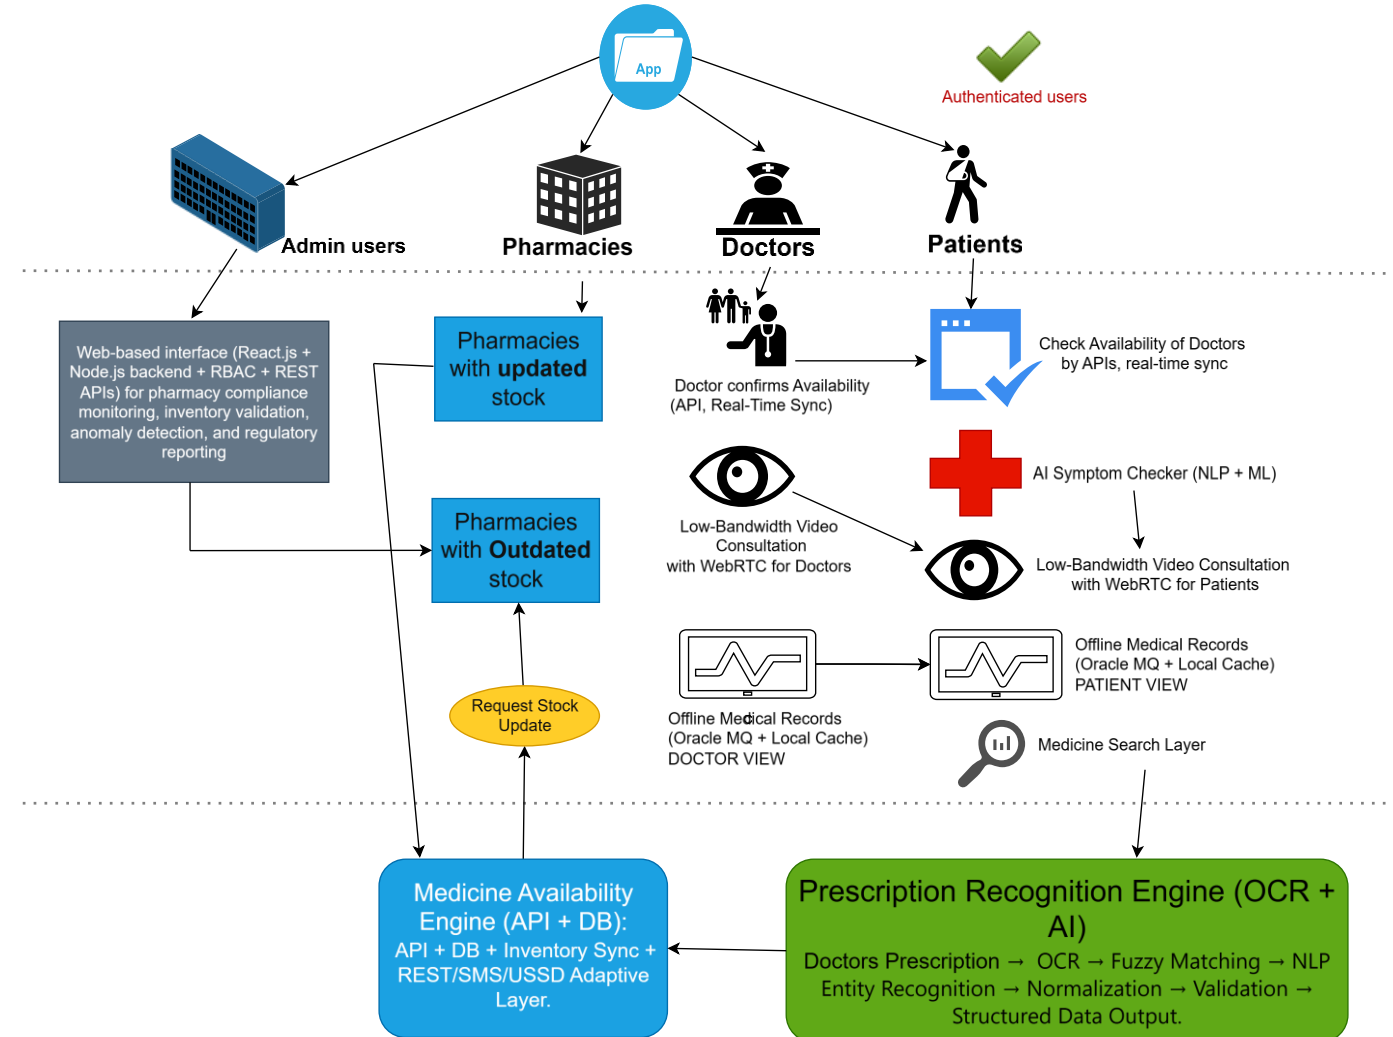 App
Authenticated users
Admin users
Pharmacies
Doctors
Patients
Web-based interface (React.js +
Node.js backend + RBAC + REST
APIs) for pharmacy compliance
monitoring, inventory validation,
anomaly detection, and regulatory
reporting
Pharmacies
with updated
stock
Doctor confirms Availability
(API, Real-Time Sync)
Check Availability of Doctors
by APIs, real-time sync
Pharmacies
with Outdated
stock
Low-Bandwidth Video
Consultation
with WebRTC for Doctors
AI Symptom Checker (NLP + ML)
Low-Bandwidth Video Consultation
with WebRTC for Patients
Request Stock
Update
Offline Medical Records
(Oracle MQ + Local Cache)
DOCTOR VIEW
Offline Medical Records
(Oracle MQ + Local Cache)
PATIENT VIEW
Medicine Search Layer
Medicine Availability
Engine (API + DB):
API + DB + Inventory Sync +
REST/SMS/USSD Adaptive
Layer.
Prescription Recognition Engine (OCR +
AI)
Doctors Prescription → OCR → Fuzzy Matching → NLP
Entity Recognition → Normalization → Validation →
Structured Data Output.